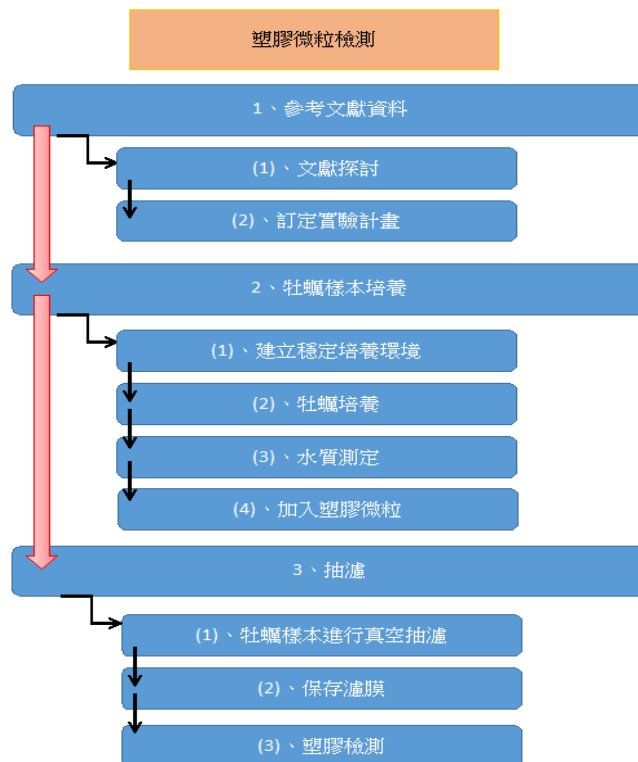 塑膠微粒檢測
1、參考文獻資料
(1)、文獻探討
(2)、訂定實驗計畫
2、牡蠣樣本培養
(1)、建立穩定培養環境
(2)、牡蠣培養
(3)、水質測定
(4)、加入塑膠微粒
3、抽濾
(1)、牡蠣樣本進行真空抽濾
(2)、保存濾膜
(3)、塑膠檢測